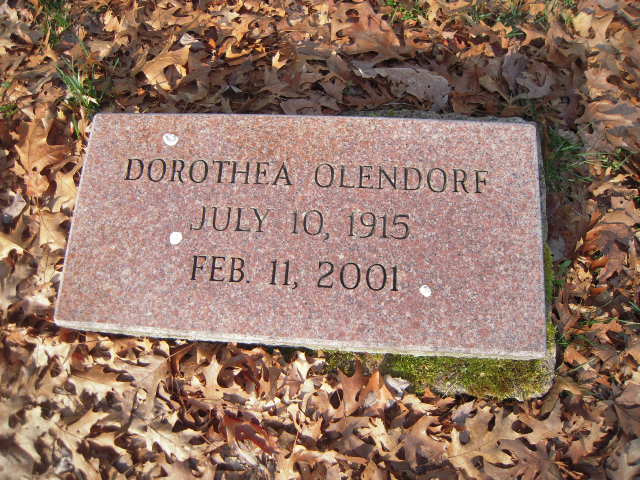 DOROTHEA OLENDORF
JULY 10, 1915
FEB. 11, 2001